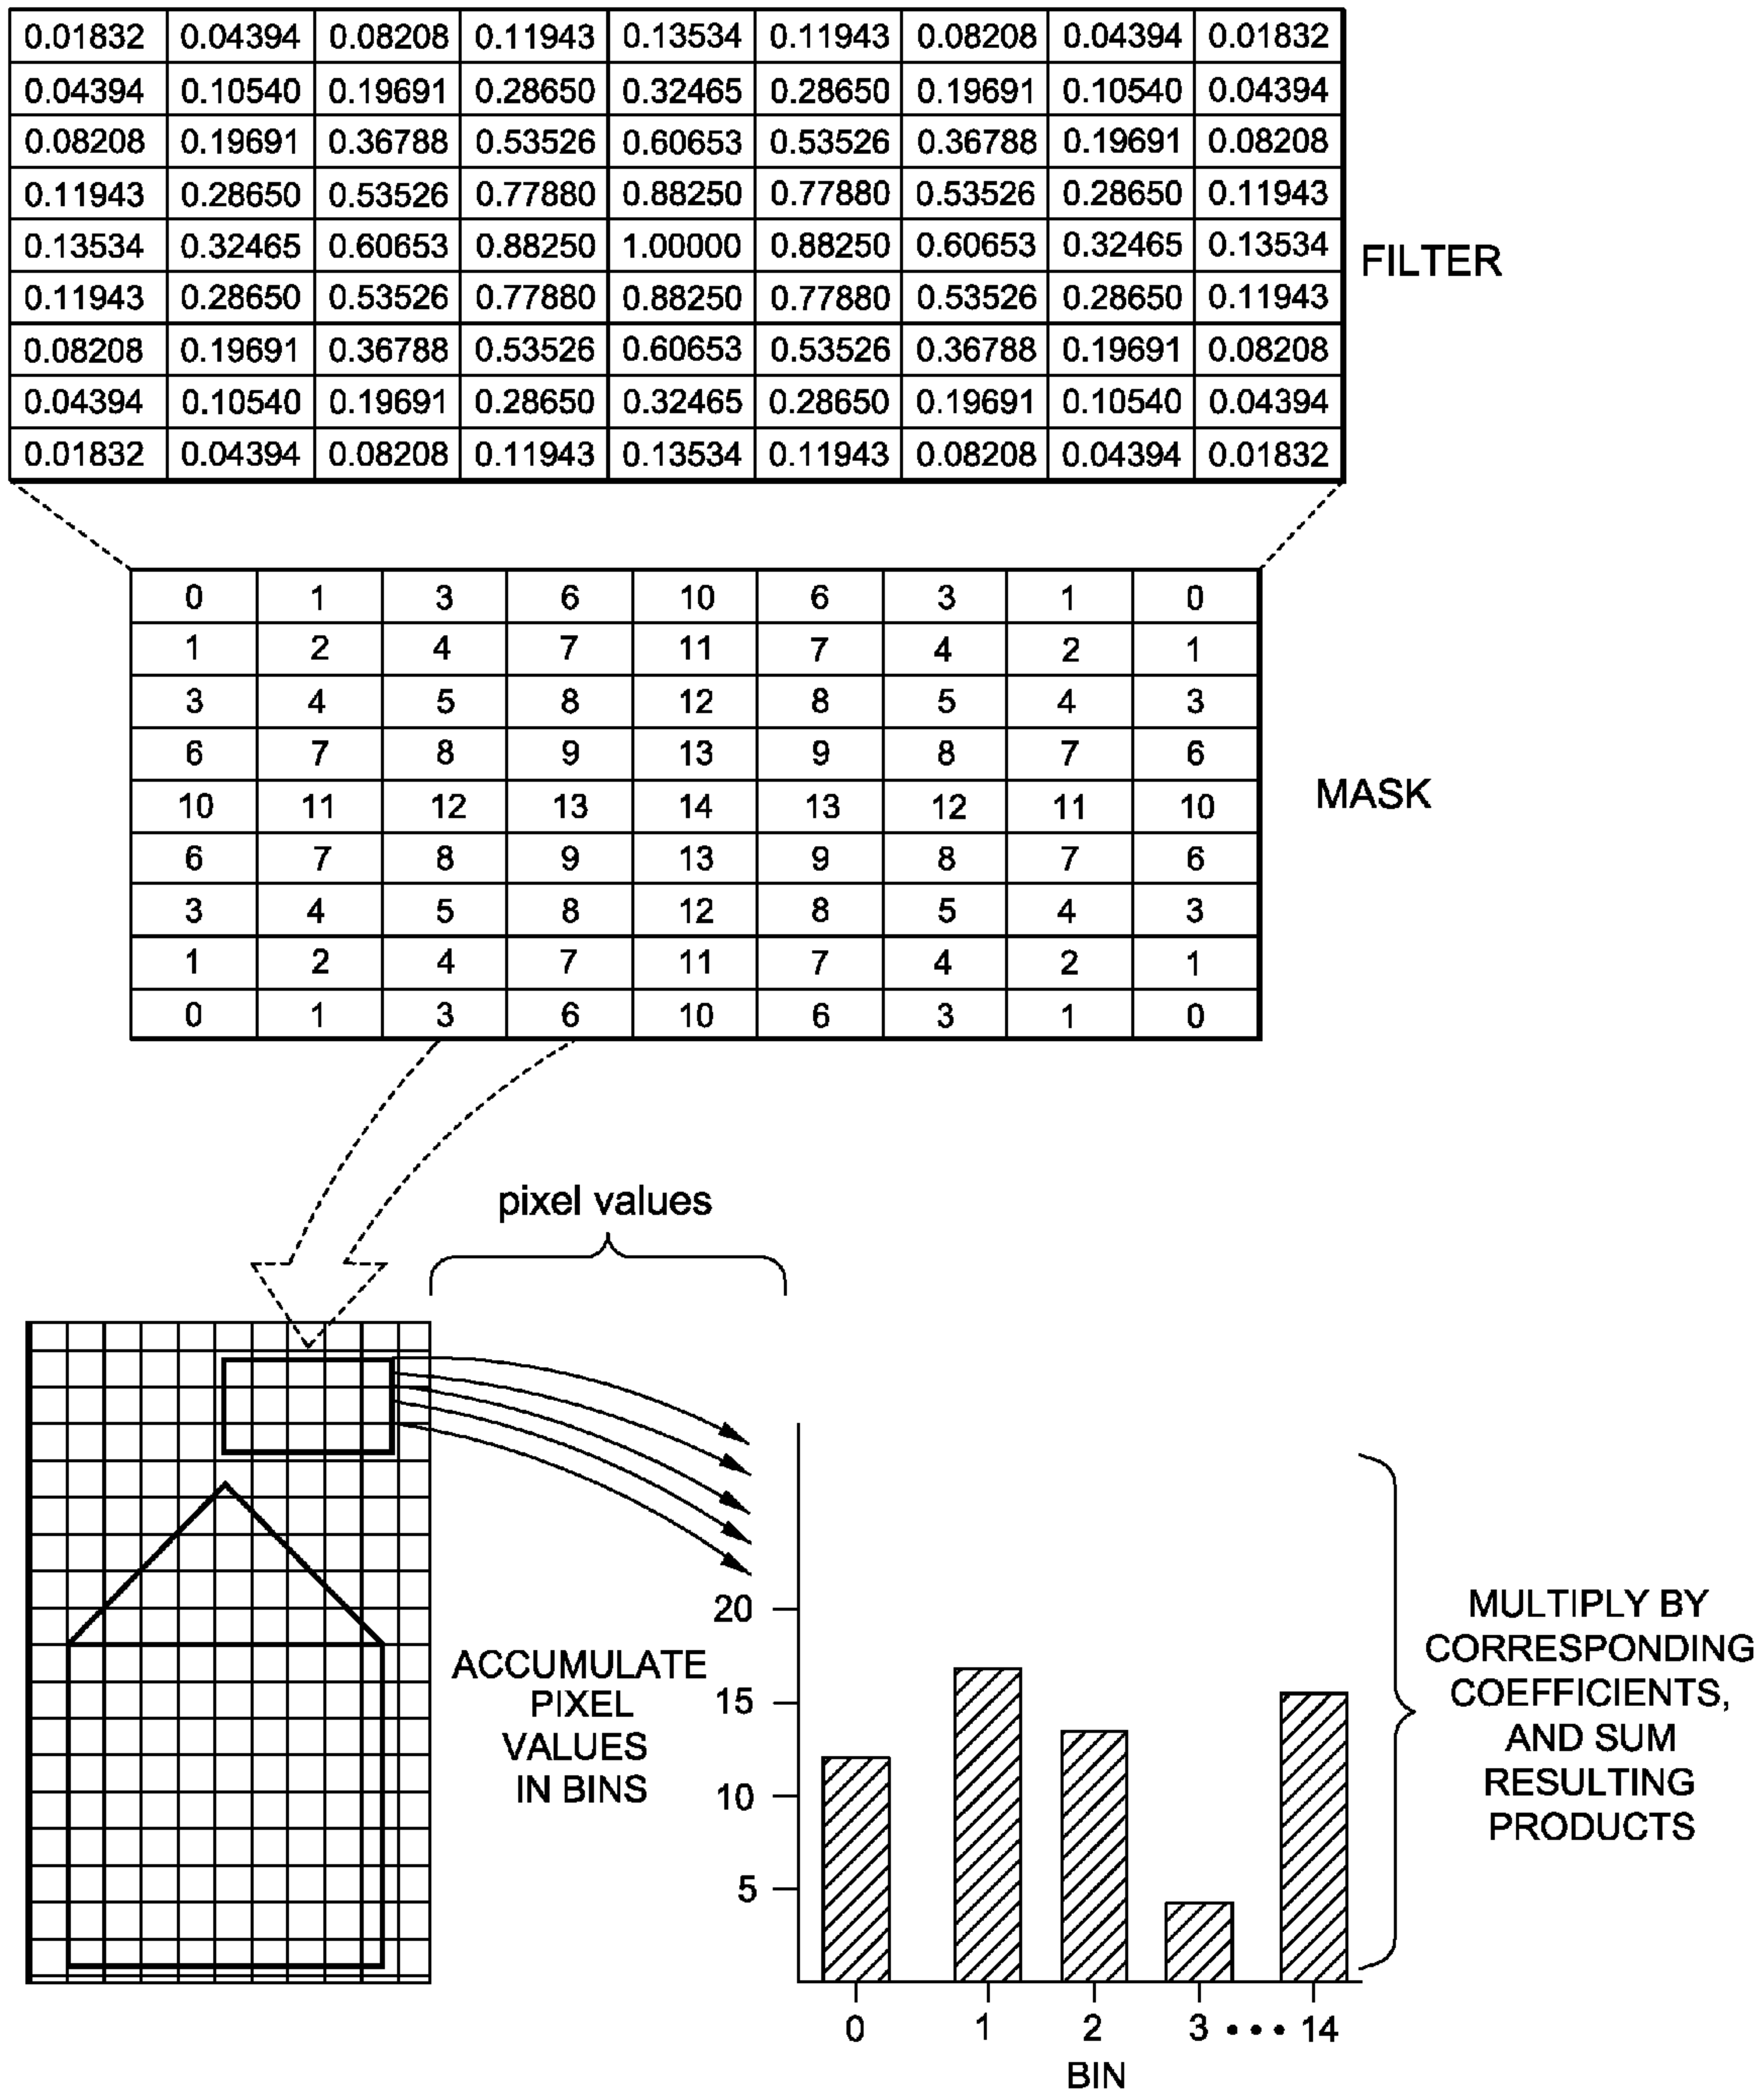 0.01832 0.04394 0.08208 0.11943 0.13534 0.11943 0.08208 0.04394 0.01832
0.04394 0.10540 0.19691 0.28650 0.32465 0.28650 0.19691 0.10540 0.04394
0.08208 0.19691 0.36788 0.53526 0.60653 0.53526 0.36788 0.19691 0.08208
0.11943 0.28650 0.53526 0.77880 0.88250 0.77880 0.53526 0.28650 0.11943
0.13534 0.32465 0.60653 0.88250 1.00000 0.88250 0.60653 0.32465 0.13534
0.11943 0.28650 0.53526 0.77880 0.88250 0.77880 0.53526 0.28650 0.11943
0.08208 0.19691 0.36788 0.53526 0.60653 0.53526 0.36788 0.19691 0.08208
0.04394 0.10540 0.19691 0.28650 0.32465 0.28650 0.19691 0.10540 0.04394
0.01832 0.04394 0.08208 0.11943 0.13534 0.11943 0.08208 0.04394 0.01832
FILTER
0 1 3 6 10 6 3 1 0
1 2 4 7 11 7 4 2 1
3 4 5 8 12 8 5 4 3
6 7 8 9 13 9 8 7 6
10 11 12 13 14 13 12 11 10
6 7 8 9 13 9 8 7 6
3 4 5 8 12 8 5 4 3
1 2 4 7 11 7 4 2 1
0 1 3 6 10 6 3 1 0
MASK
pixel values
ACCUMULATE
PIXEL
VALUES
IN BINS
20
15
10
5
0 1 2 3 ••• 14
BIN
MULTIPLY BY
CORRESPONDING
COEFFICIENTS,
AND SUM
RESULTING
PRODUCTS